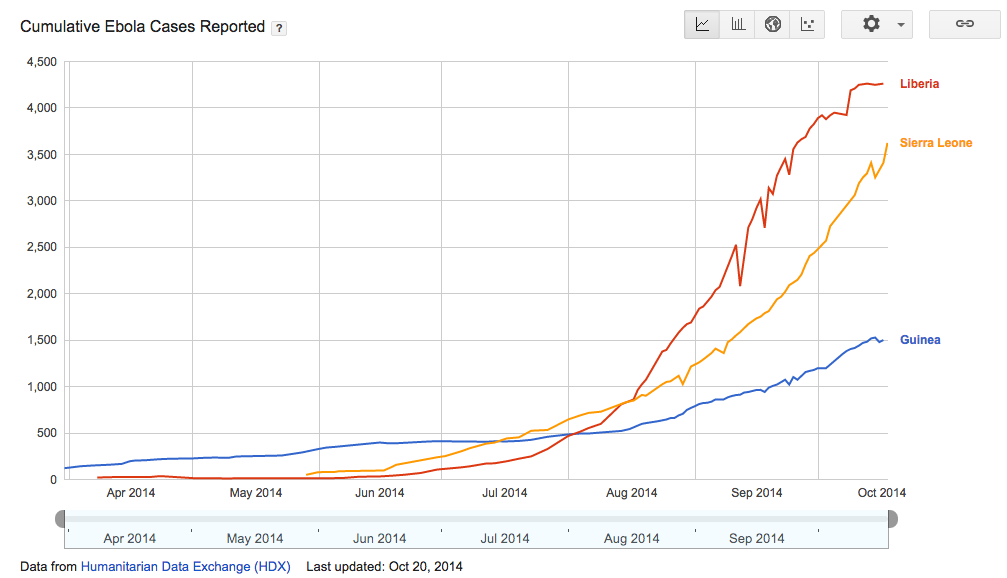 Cumulative Ebola Cases Reported ?
4,500
4,000
3,500
3,000
2,500
2,000
1,500
1,000
500
0
Liberia
Sierra Leone
Guinea
Apr 2014 May 2014 Jun 2014 Jul 2014 Aug 2014 Sep 2014 Oct 2014
Apr 2014 May 2014 Jun 2014 Jul 2014 Aug 2014 Sep 2014
Data from Humanitarian Data Exchange (HDX) Last updated: Oct 20, 2014